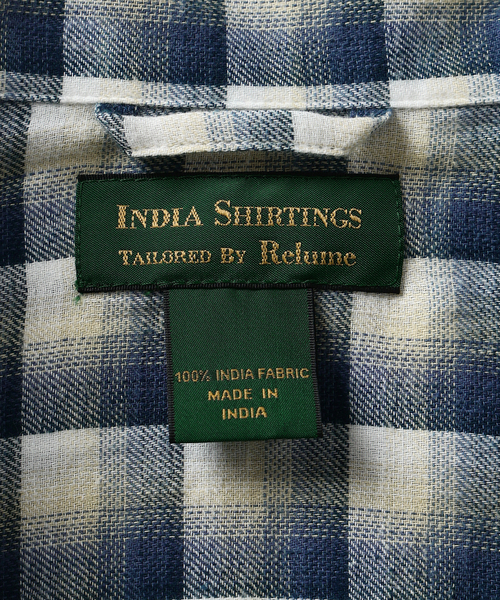 INDIA SHIRTINGS
TAILORED BY Relume
100% INDIA FABRIC
MADE IN
INDIA